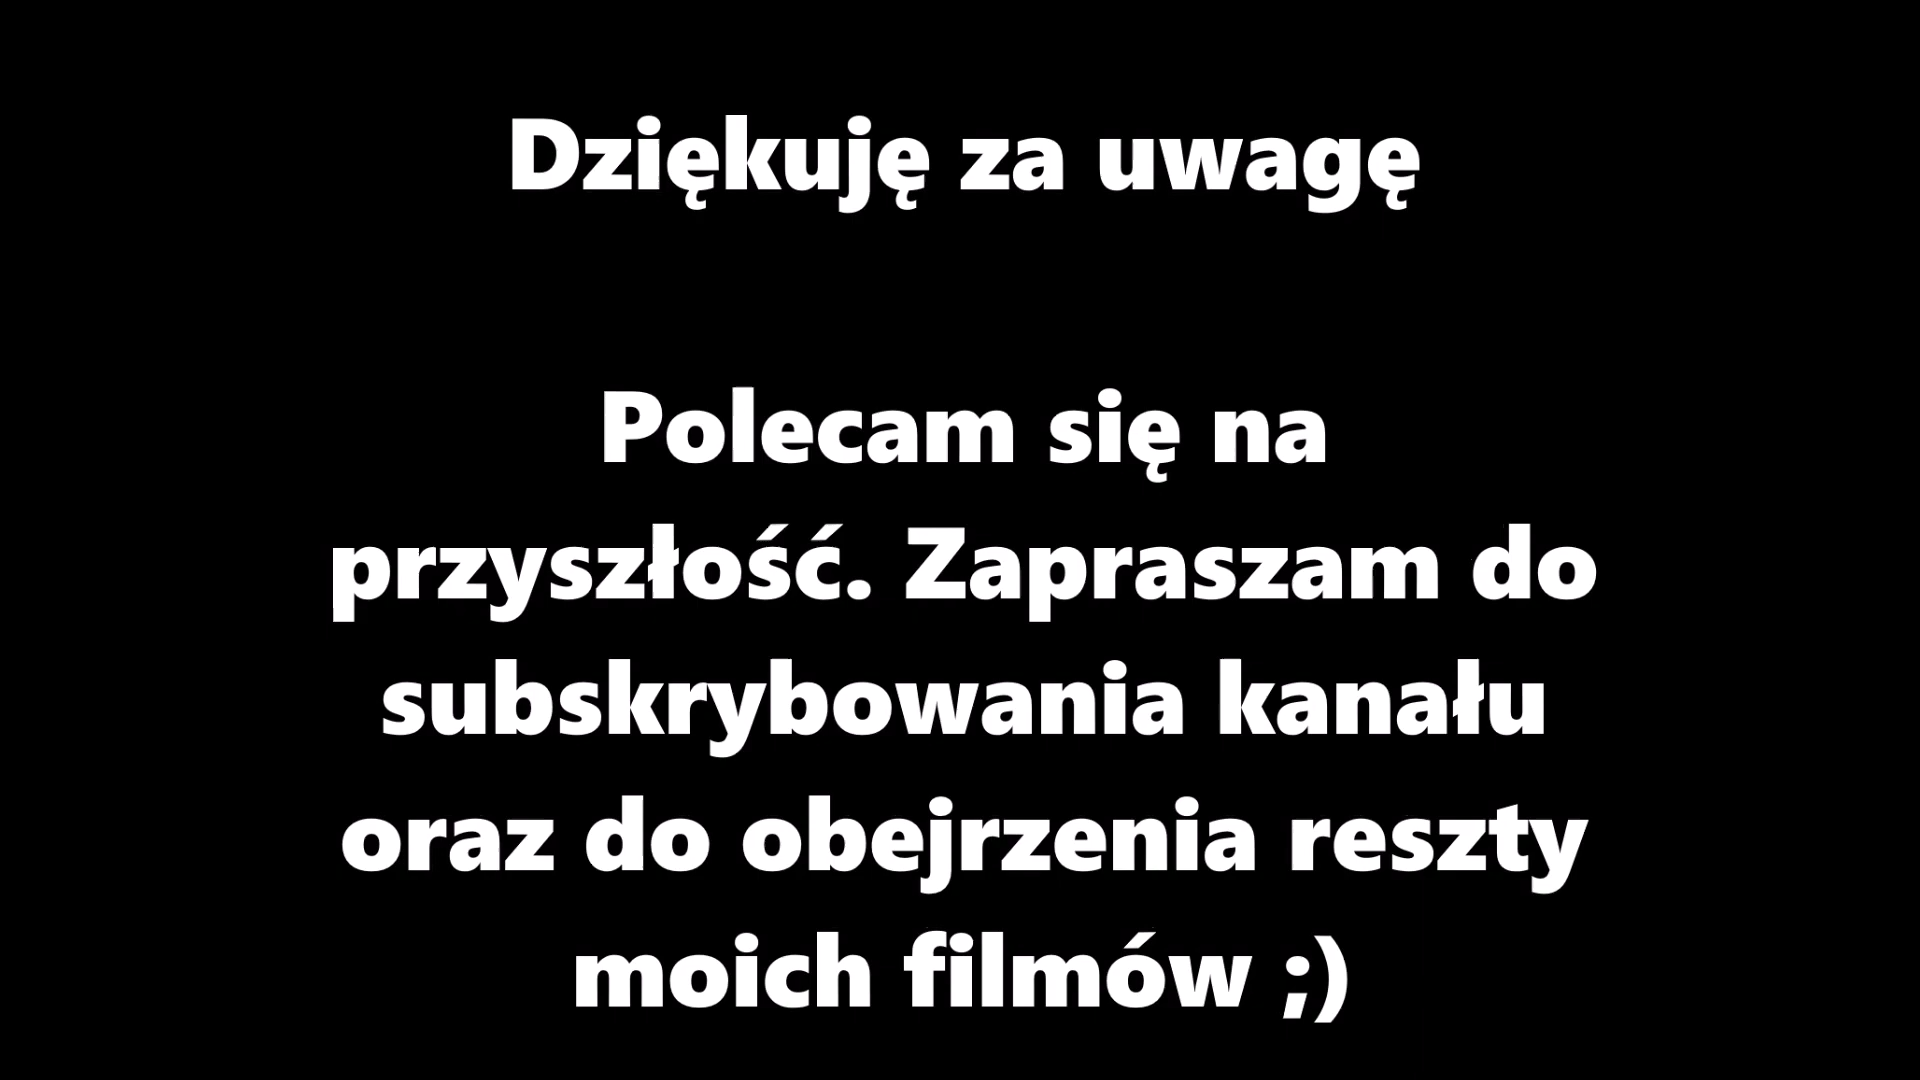 Dziękuję za uwagę
Polecam się na
przyszłość. Zapraszam do
subskrybowania kanału
oraz do obejrzenia reszty
moich filmów ;)